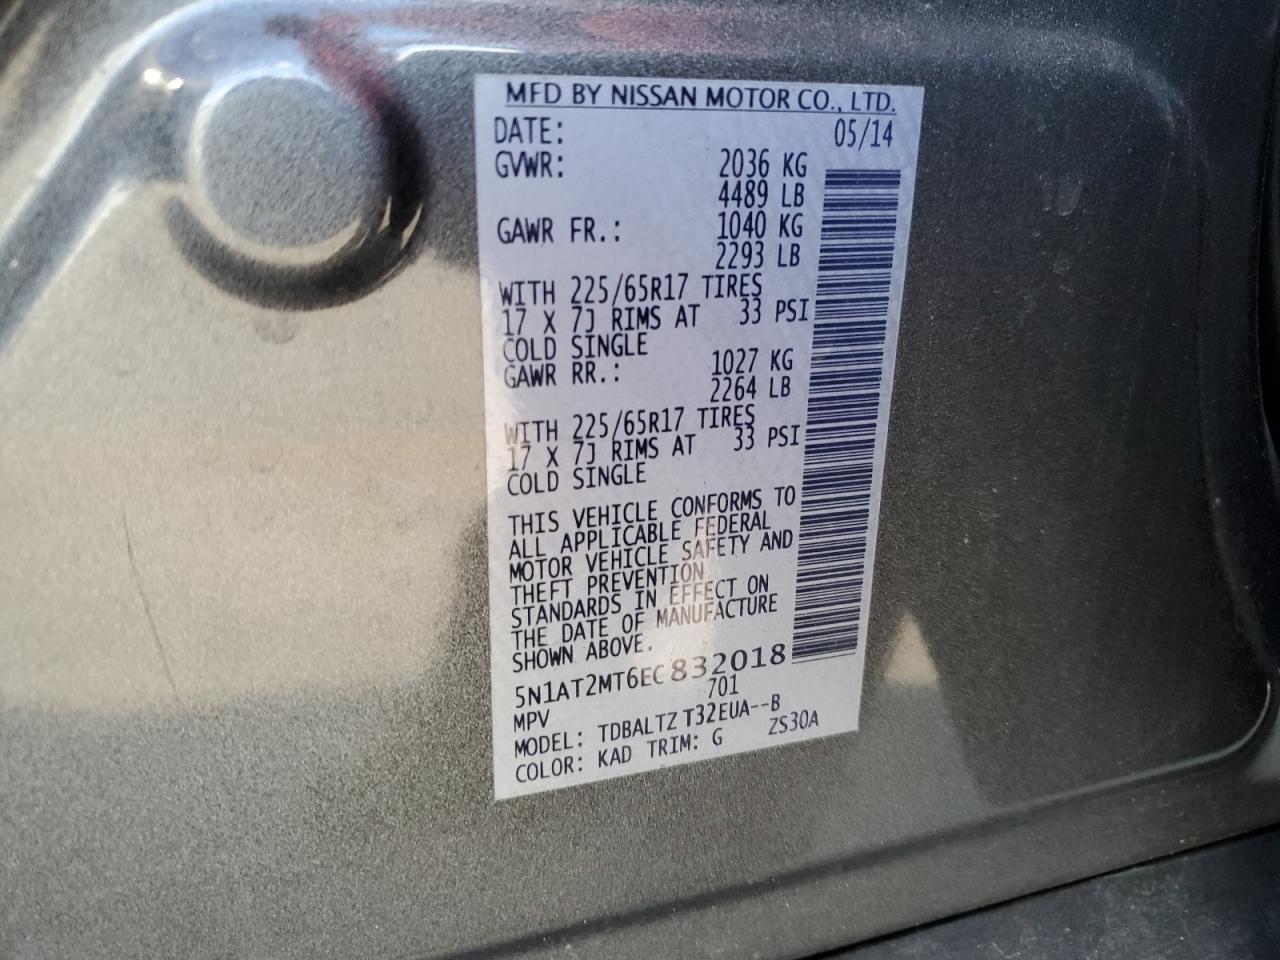 MFD BY NISSAN MOTOR CO., LTD.
DATE: 05/14
GVWR: 2036 KG
4489 LB
GAWR FR.: 1040 KG
2293 LB
WITH 225/65R17 TIRES
17 X 7J RIMS AT 33 PSI
COLD SINGLE
GAWR RR.: 1027 KG
2264 LB
WITH 225/65R17 TIRES
17 X 7J RIMS AT 33 PSI
COLD SINGLE
THIS VEHICLE CONFORMS TO
ALL APPLICABLE FEDERAL
MOTOR VEHICLE SAFETY AND
THEFT PREVENTION
STANDARDS IN EFFECT ON
THE DATE OF MANUFACTURE
SHOWN ABOVE.
5N1AT2MT6EC832018
MPV 701
MODEL: TDBALTZ T32EUA--B
COLOR: KAD TRIM: G ZS30A